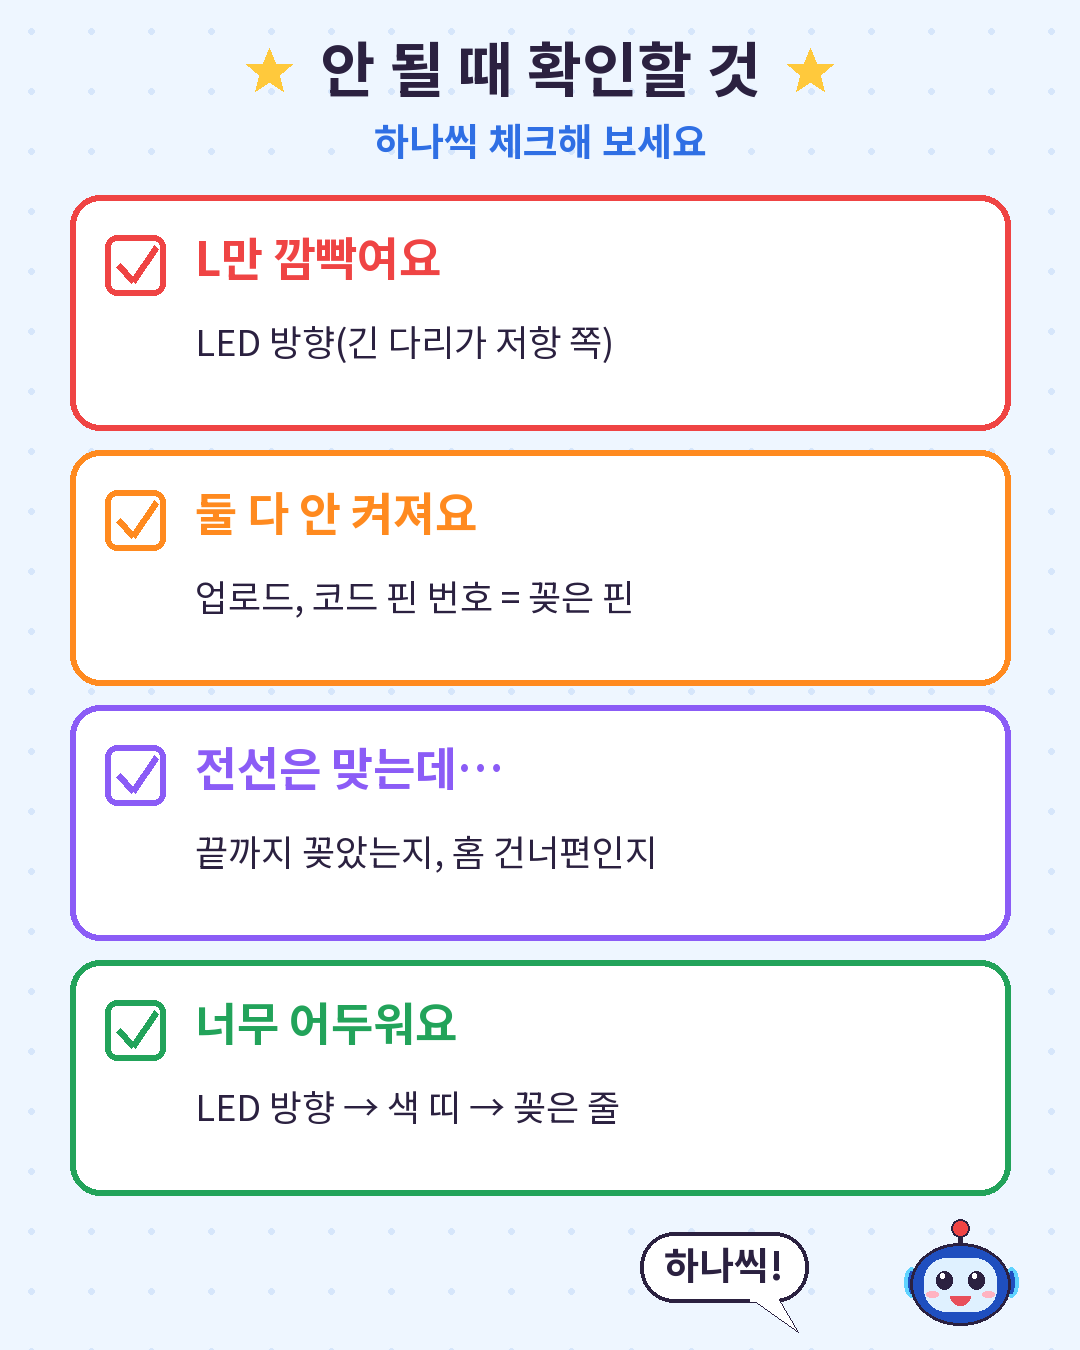 안 될 때 확인할 것
하나씩 체크해 보세요
L만 깜빡여요
LED 방향(긴 다리가 저항 쪽)
둘 다 안 켜져요
업로드, 코드 핀 번호 = 꽂은 핀
전선은 맞는데…
끝까지 꽂았는지, 홈 건너편인지
너무 어두워요
LED 방향 → 색 띠 → 꽂은 줄
하나씩!